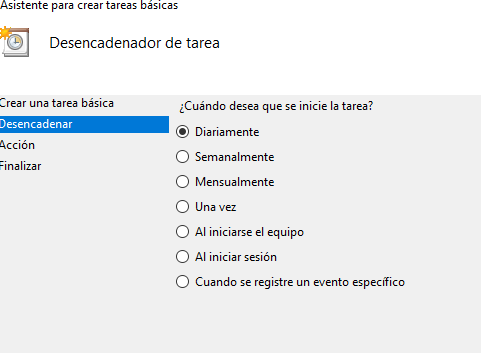 Asistente para crear tareas básicas
Desencadenador de tarea
Crear una tarea básica
Desencadenar
Acción
Finalizar
¿Cuándo desea que se inicie la tarea?
Diariamente
Semanalmente
Mensualmente
Una vez
Al iniciarse el equipo
Al iniciar sesión
Cuando se registre un evento específico